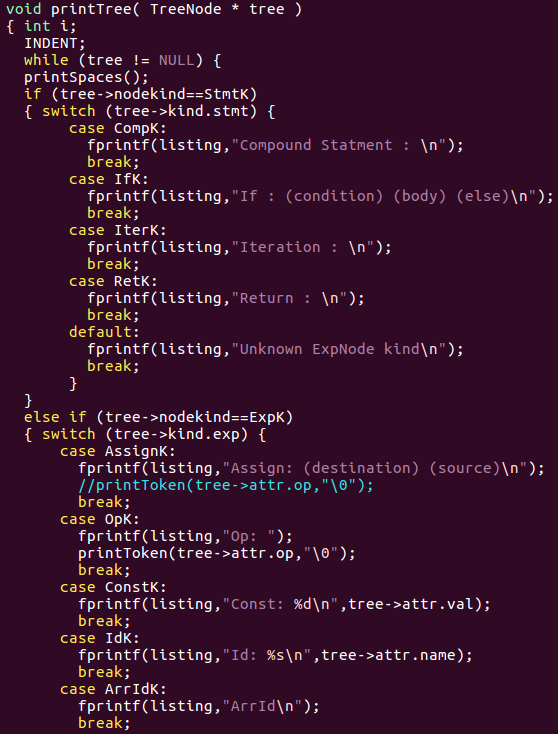 void printTree( TreeNode * tree )
{ int i;
  INDENT;
  while (tree != NULL) {
  printSpaces();
  if (tree->nodekind==StmtK)
  { switch (tree->kind.stmt) {
       case CompK:
         fprintf(listing,"Compound Statment : \n");
         break;
       case IfK:
         fprintf(listing,"If : (condition) (body) (else)\n");
         break;
       case IterK:
         fprintf(listing,"Iteration : \n");
         break;
       case RetK:
         fprintf(listing,"Return : \n");
         break;
       default:
         fprintf(listing,"Unknown ExpNode kind\n");
         break;
       }
  }
  else if (tree->nodekind==ExpK)
  { switch (tree->kind.exp) {
      case AssignK:
        fprintf(listing,"Assign: (destination) (source)\n");
        //printToken(tree->attr.op,"\0");
        break;
      case OpK:
        fprintf(listing,"Op: ");
        printToken(tree->attr.op,"\0");
        break;
      case ConstK:
        fprintf(listing,"Const: %d\n",tree->attr.val);
        break;
      case IdK:
        fprintf(listing,"Id: %s\n",tree->attr.name);
        break;
      case ArrIdK:
        fprintf(listing,"ArrId\n");
        break;